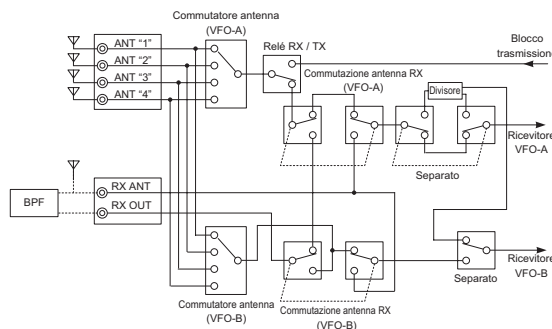 Commutatore antenna
(VFO-A)
ANT “1”
ANT “2”
ANT “3”
ANT “4”
Relé RX / TX
Blocco
trasmissione
Commutazione antenna RX
(VFO-A)
Divisore
Ricevitore
VFO-A
Separato
BPF
RX ANT
RX OUT
Commutatore antenna
(VFO-B)
Commutazione antenna RX
(VFO-B)
Separato
Ricevitore
VFO-B